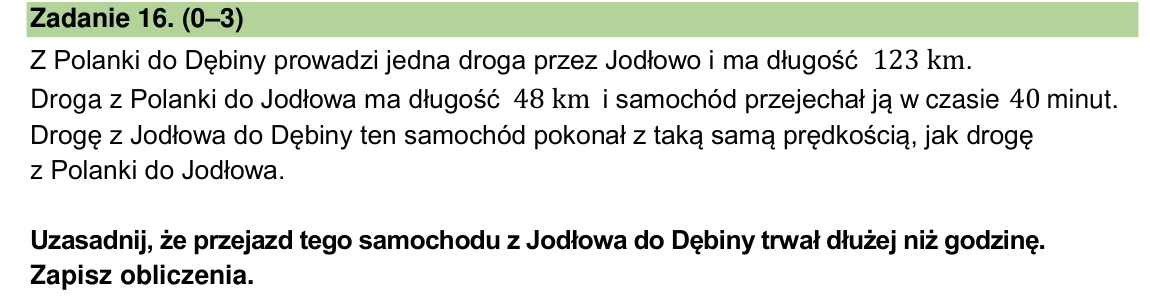 Zadanie 16. (0–3)
Z Polanki do Dębiny prowadzi jedna droga przez Jodłowo i ma długość 123 km.
Droga z Polanki do Jodłowa ma długość 48 km i samochód przejechał ją w czasie 40 minut.
Drogę z Jodłowa do Dębiny ten samochód pokonał z taką samą prędkością, jak drogę
z Polanki do Jodłowa.
Uzasadnij, że przejazd tego samochodu z Jodłowa do Dębiny trwał dłużej niż godzinę.
Zapisz obliczenia.